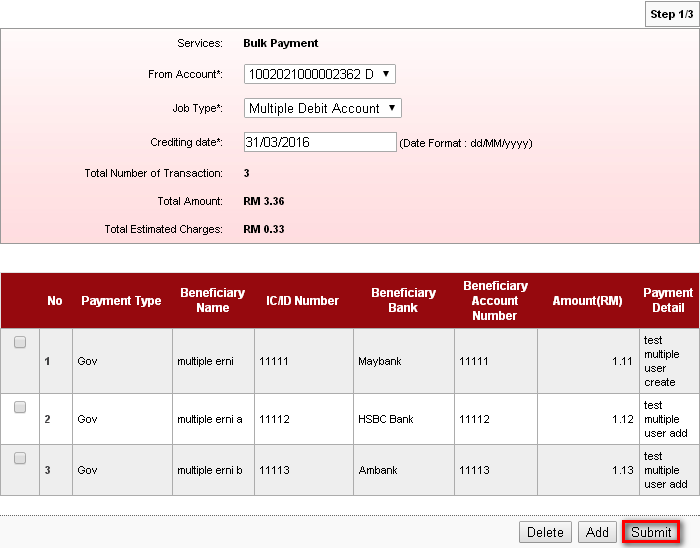 Step 1/3
Services: Bulk Payment
From Account*: 1002021000002362 D
Job Type*: Multiple Debit Account
Crediting date*: 31/03/2016 (Date Format : dd/MM/yyyy)
Total Number of Transaction: 3
Total Amount: RM 3.36
Total Estimated Charges: RM 0.33
No Payment Type Beneficiary Name IC/ID Number Beneficiary Bank Beneficiary Account Number Amount(RM) Payment Detail
1 Gov multiple erni 11111 Maybank 11111 1.11 test multiple user create
2 Gov multiple erni a 11112 HSBC Bank 11112 1.12 test multiple user add
3 Gov multiple erni b 11113 Ambank 11113 1.13 test multiple user add
Delete Add Submit